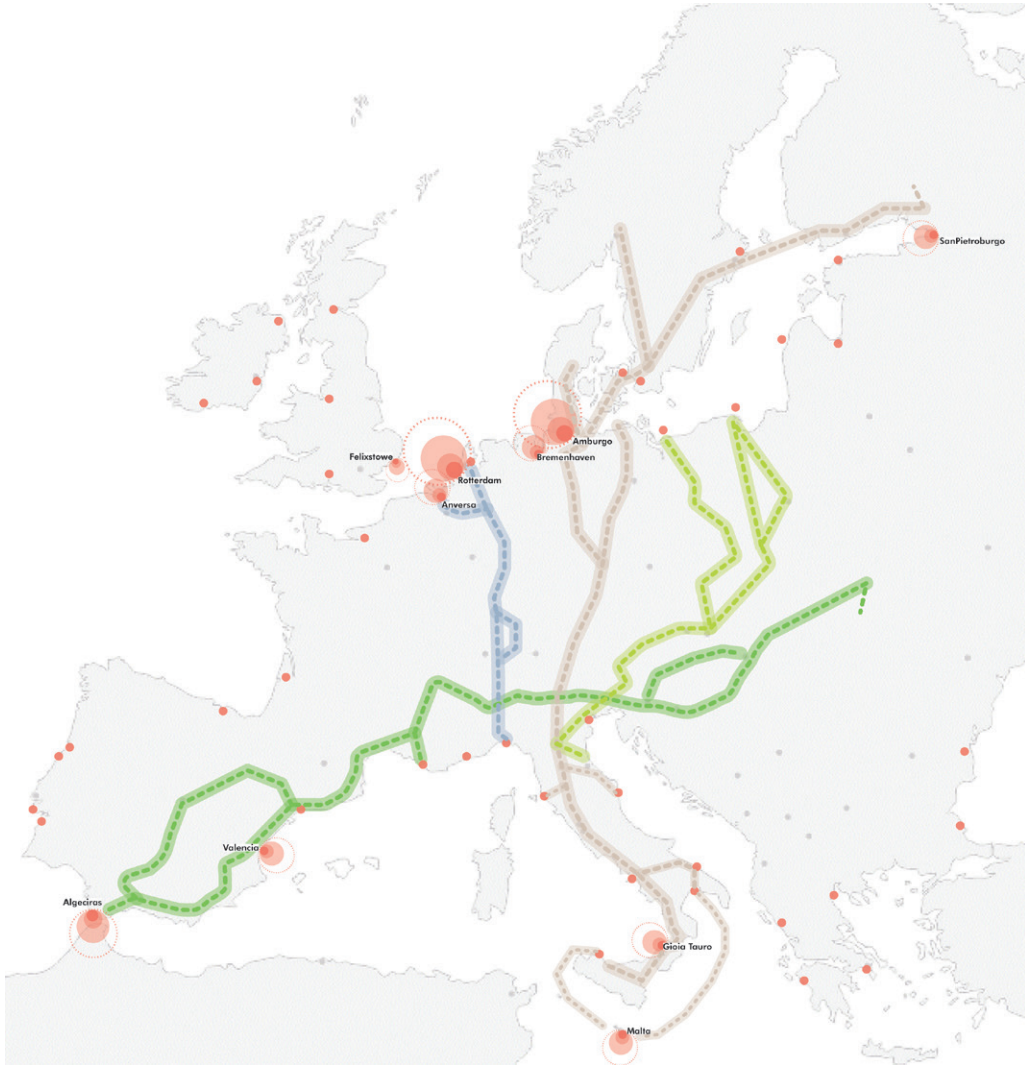 SanPietroburgo
Amburgo
Felixstowe
Bremenhaven
Rotterdam
Anversa
Valencia
Algeciras
Gioia Tauro
Malta